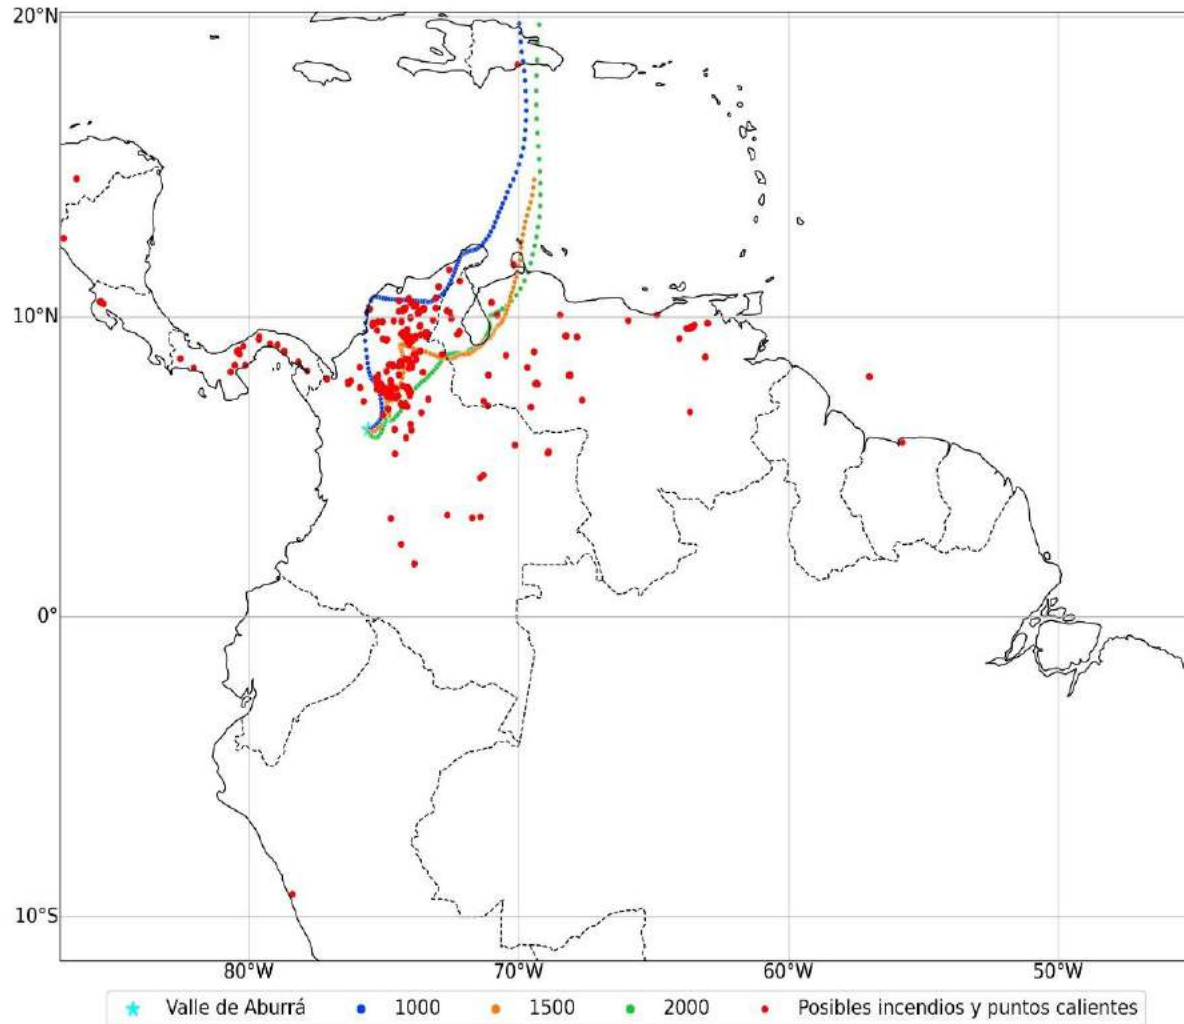 20°N
10°N
0°
10°S
80°W 70°W 60°W 50°W
Valle de Aburrá 1000 1500 2000 Posibles incendios y puntos calientes